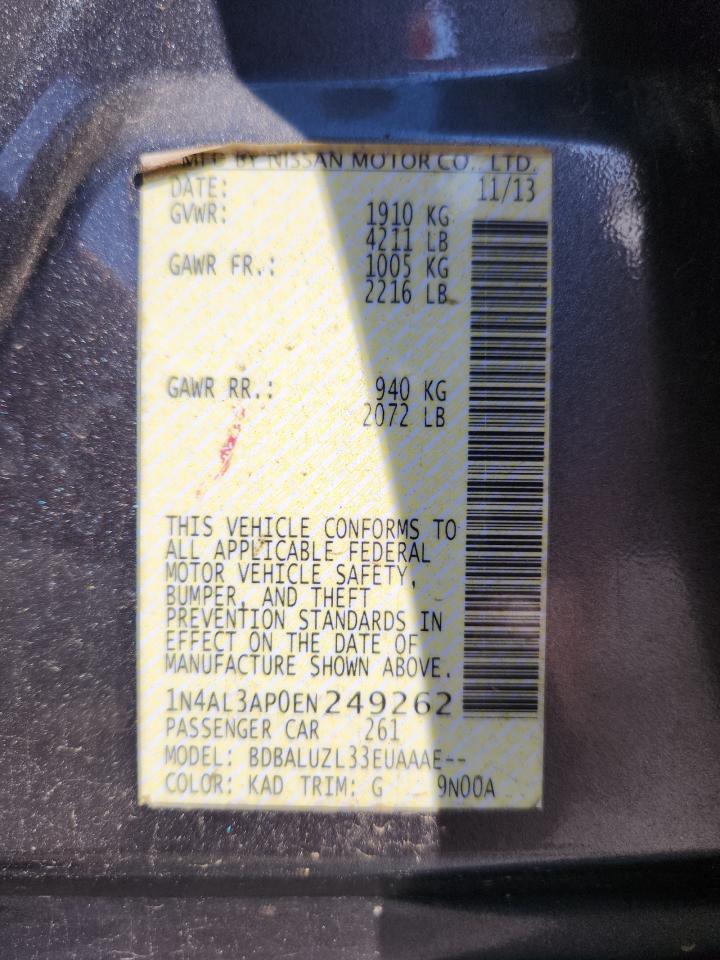 MFD BY NISSAN MOTOR CO., LTD.
DATE: 11/13
GVWR: 1910 KG
4211 LB
GAWR FR.: 1005 KG
2216 LB
GAWR RR.: 940 KG
2072 LB
THIS VEHICLE CONFORMS TO
ALL APPLICABLE FEDERAL
MOTOR VEHICLE SAFETY,
BUMPER, AND THEFT
PREVENTION STANDARDS IN
EFFECT ON THE DATE OF
MANUFACTURE SHOWN ABOVE.
1N4AL3AP0EN249262
PASSENGER CAR 261
MODEL: BDBALUZL33EUAAAE--
COLOR: KAD TRIM: G 9N00A